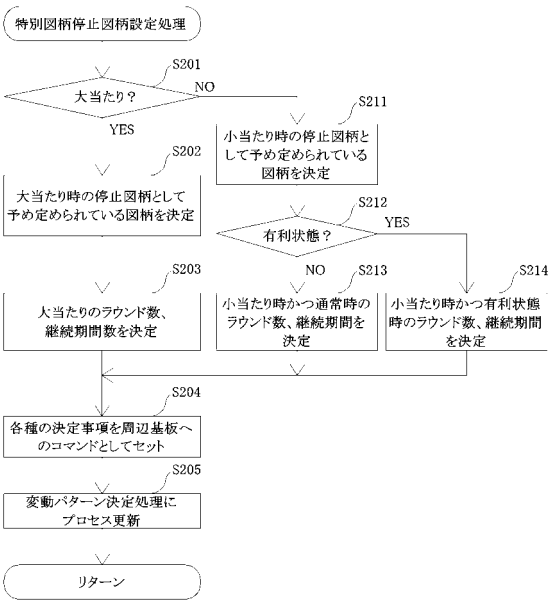 特別図柄停止図柄設定処理
S201
大当たり?
NO
YES
S211
小当たり時の停止図柄と
して予め定められている
図柄を決定
S202
大当たり時の停止図柄として
予め定められている図柄を決定
S212
有利状態?
YES
NO
S203
大当たりのラウンド数、
継続期間数を決定
S213
小当たり時かつ通常時の
ラウンド数、継続期間を
決定
S214
小当たり時かつ有利状態
時のラウンド数、継続期間
を決定
S204
各種の決定事項を周辺基板へ
のコマンドとしてセット
S205
変動パターン決定処理に
プロセス更新
リターン